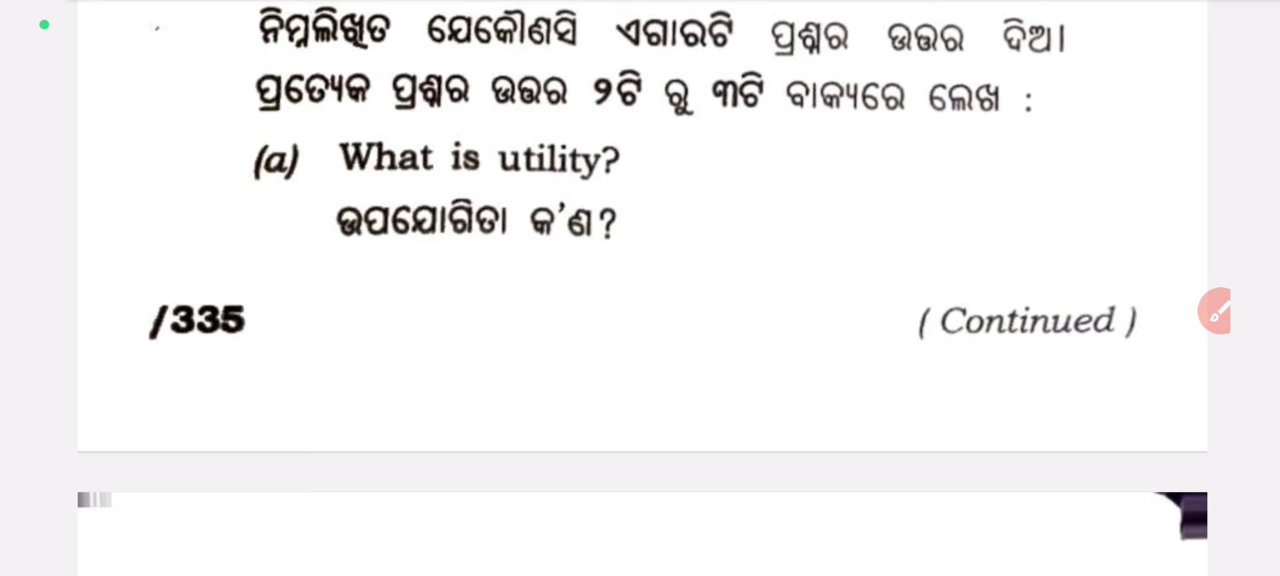 ନିମ୍ନଲିଖିତ ଯେକୌଣସି ଏଗାରଟି ପ୍ରଶ୍ନର ଉତ୍ତର ଦିଅ।
ପ୍ରତ୍ୟେକ ପ୍ରଶ୍ନର ଉତ୍ତର ୨ଟି ରୁ ୩ଟି ବାକ୍ୟରେ ଲେଖ :
(a) What is utility?
ଉପଯୋଗିତା କ'ଣ?
/335
( Continued )